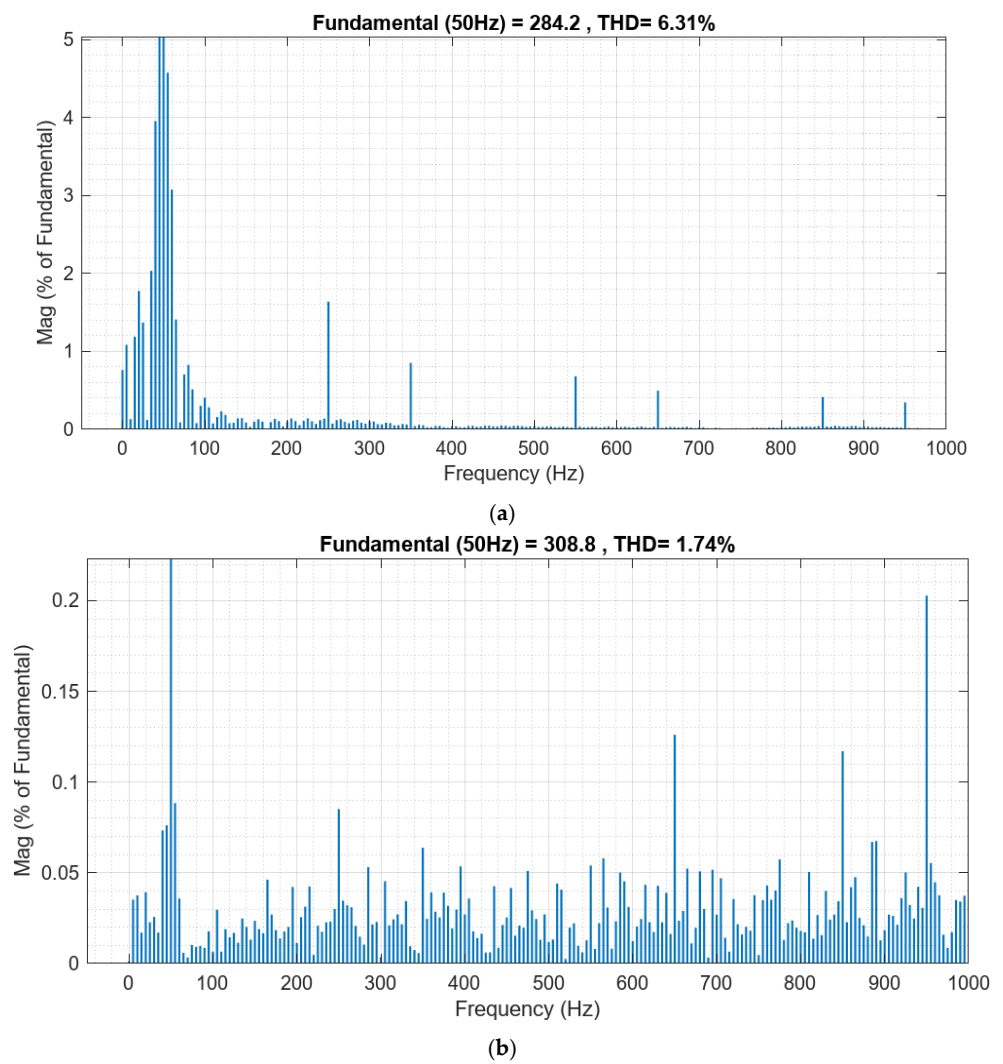 Fundamental (50Hz) = 284.2 , THD= 6.31%
5
4
3
2
1
0
Mag (% of Fundamental)
0 100 200 300 400 500 600 700 800 900 1000
Frequency (Hz)
(a)
Fundamental (50Hz) = 308.8 , THD= 1.74%
0.2
0.15
0.1
0.05
0
Mag (% of Fundamental)
0 100 200 300 400 500 600 700 800 900 1000
Frequency (Hz)
(b)